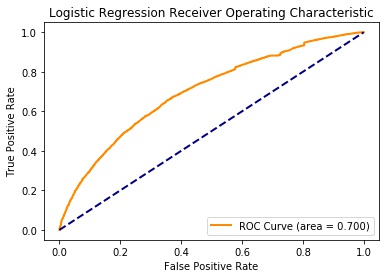 Logistic Regression Receiver Operating Characteristic
True Positive Rate
1.0
0.8
0.6
0.4
0.2
0.0
ROC Curve (area = 0.700)
0.0 0.2 0.4 0.6 0.8 1.0
False Positive Rate